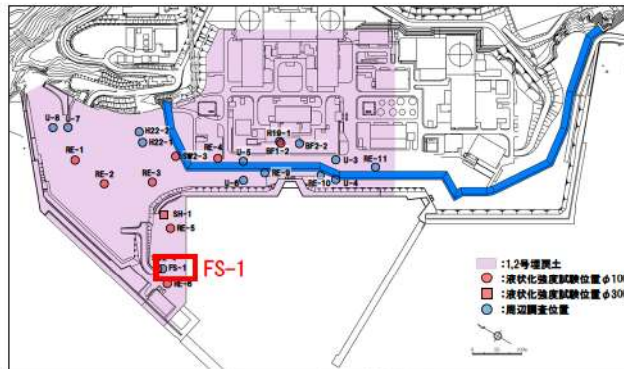 U-8
U-7
H22-2
H22-1
RE-1
SW2-3
RE-4
H19-1
BF1-2
BF2-2
U-5
U-3
RE-11
RE-2
RE-3
U-6
RE-9
RE-10
U-4
SH-1
RE-5
FS-1
FS-1
RE-6
:1,2号埋戻土
:液状化強度試験位置φ100
:液状化強度試験位置φ300
:周辺調査位置